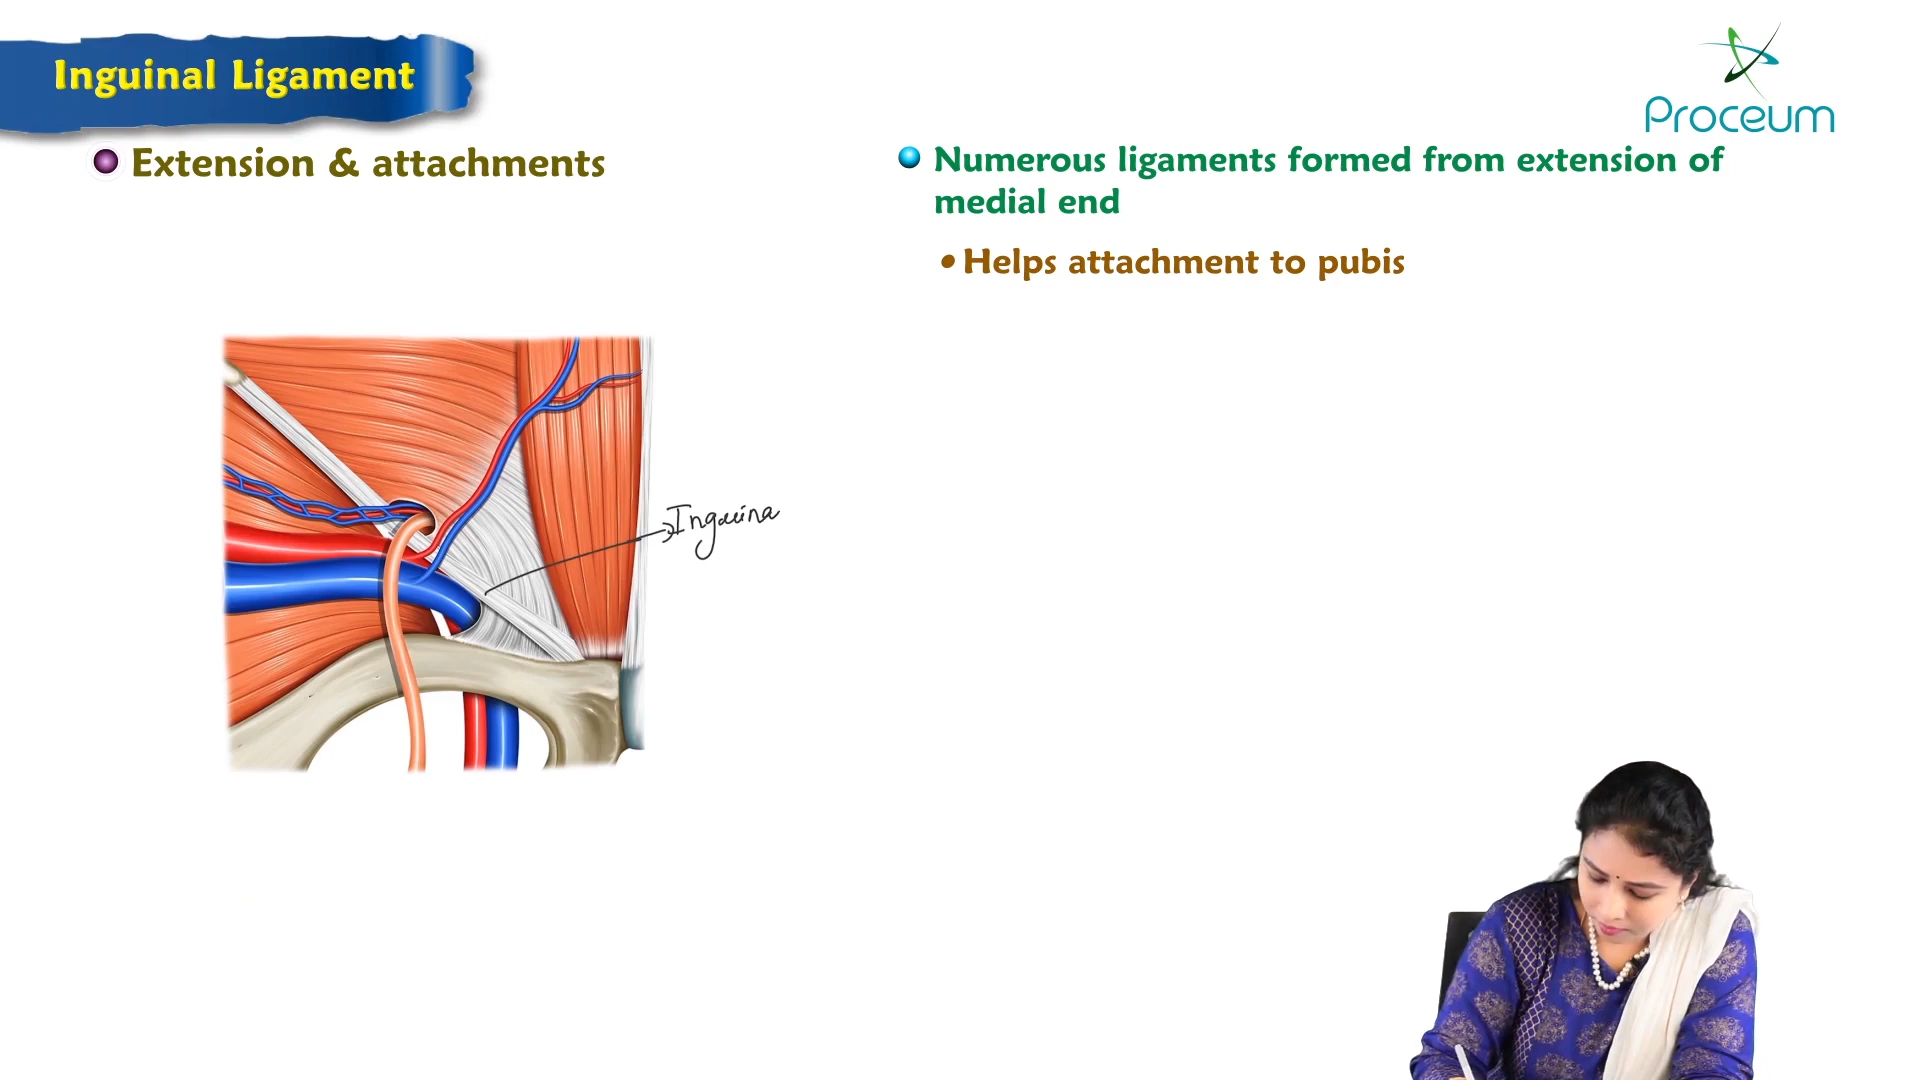 Inguinal Ligament
Proceum
Extension & attachments
Numerous ligaments formed from extension of
medial end
• Helps attachment to pubis
Inguina